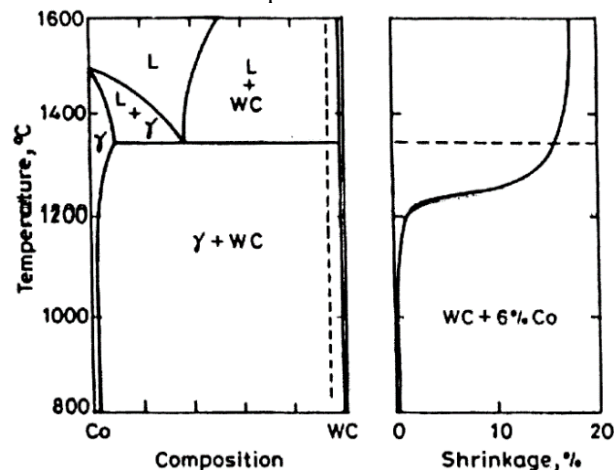 1600
1400
1200
1000
800
Temperature, °C
L
L + γ
γ
L
+
WC
γ + WC
Co
WC
Composition
WC + 6% Co
0
10
20
Shrinkage, %